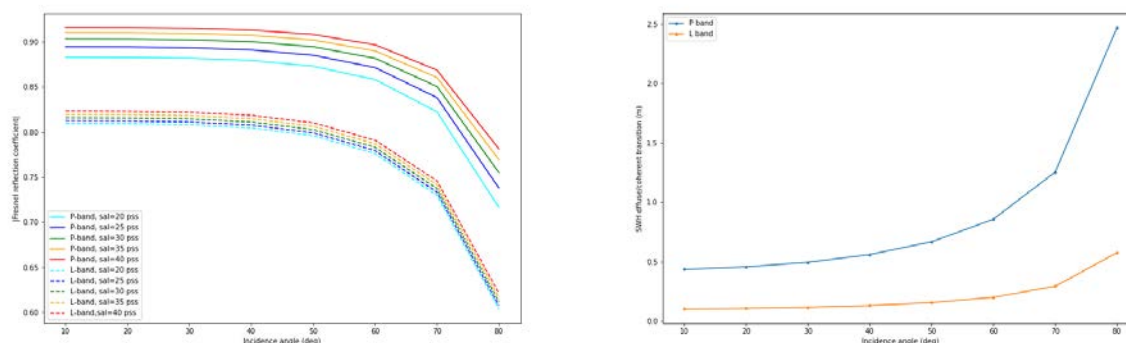 |Fresnel reflection coefficient|
0.90
0.85
0.80
0.75
0.70
0.65
0.60
P-band, sal=20 pss
P-band, sal=25 pss
P-band, sal=30 pss
P-band, sal=35 pss
P-band, sal=40 pss
L-band, sal=20 pss
L-band, sal=25 pss
L-band, sal=30 pss
L-band, sal=35 pss
L-band,sal=40 pss
10 20 30 40 50 60 70 80
Incidence angle (deg)
SWH diffuse/coherent transition (m)
2.5
2.0
1.5
1.0
0.5
0.0
P band
L band
10 20 30 40 50 60 70 80
Incidence angle (deg)